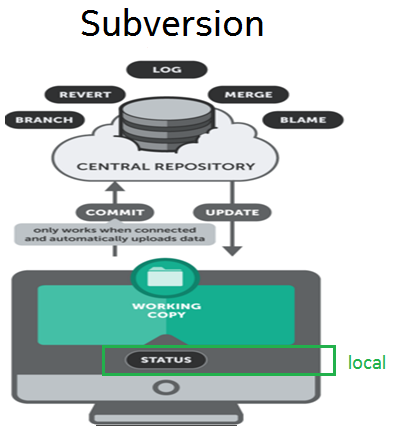 Subversion
LOG
REVERT
MERGE
BRANCH
BLAME
CENTRAL REPOSITORY
COMMIT
UPDATE
only works when connected
and automatically uploads data
WORKING
COPY
STATUS
local